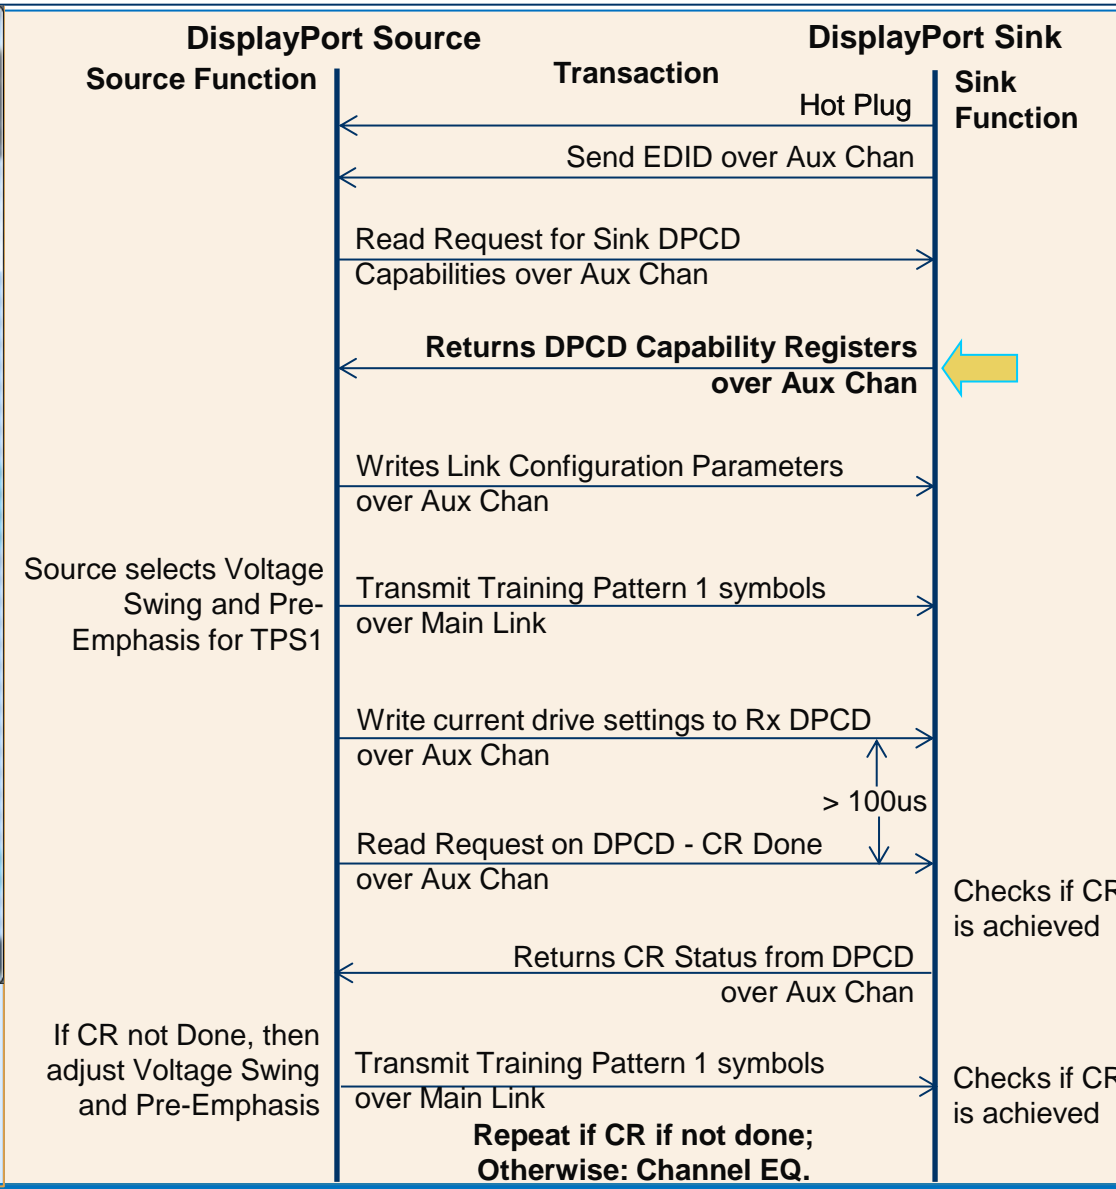 DisplayPort Source
DisplayPort Sink
Source Function
Transaction
Sink
Function
Hot Plug
Send EDID over Aux Chan
Read Request for Sink DPCD
Capabilities over Aux Chan
Returns DPCD Capability Registers
over Aux Chan
Writes Link Configuration Parameters
over Aux Chan
Source selects Voltage
Swing and Pre-
Emphasis for TPS1
Transmit Training Pattern 1 symbols
over Main Link
Write current drive settings to Rx DPCD
over Aux Chan
> 100us
Read Request on DPCD - CR Done
over Aux Chan
Checks if CR
is achieved
Returns CR Status from DPCD
over Aux Chan
If CR not Done, then
adjust Voltage Swing
and Pre-Emphasis
Transmit Training Pattern 1 symbols
over Main Link
Checks if CR
is achieved
Repeat if CR if not done;
Otherwise: Channel EQ.